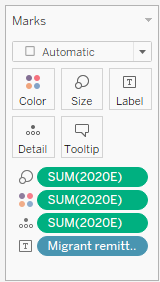 Marks
Automatic
Color Size Label
Detail Tooltip
SUM(2020E)
SUM(2020E)
SUM(2020E)
Migrant remitt..